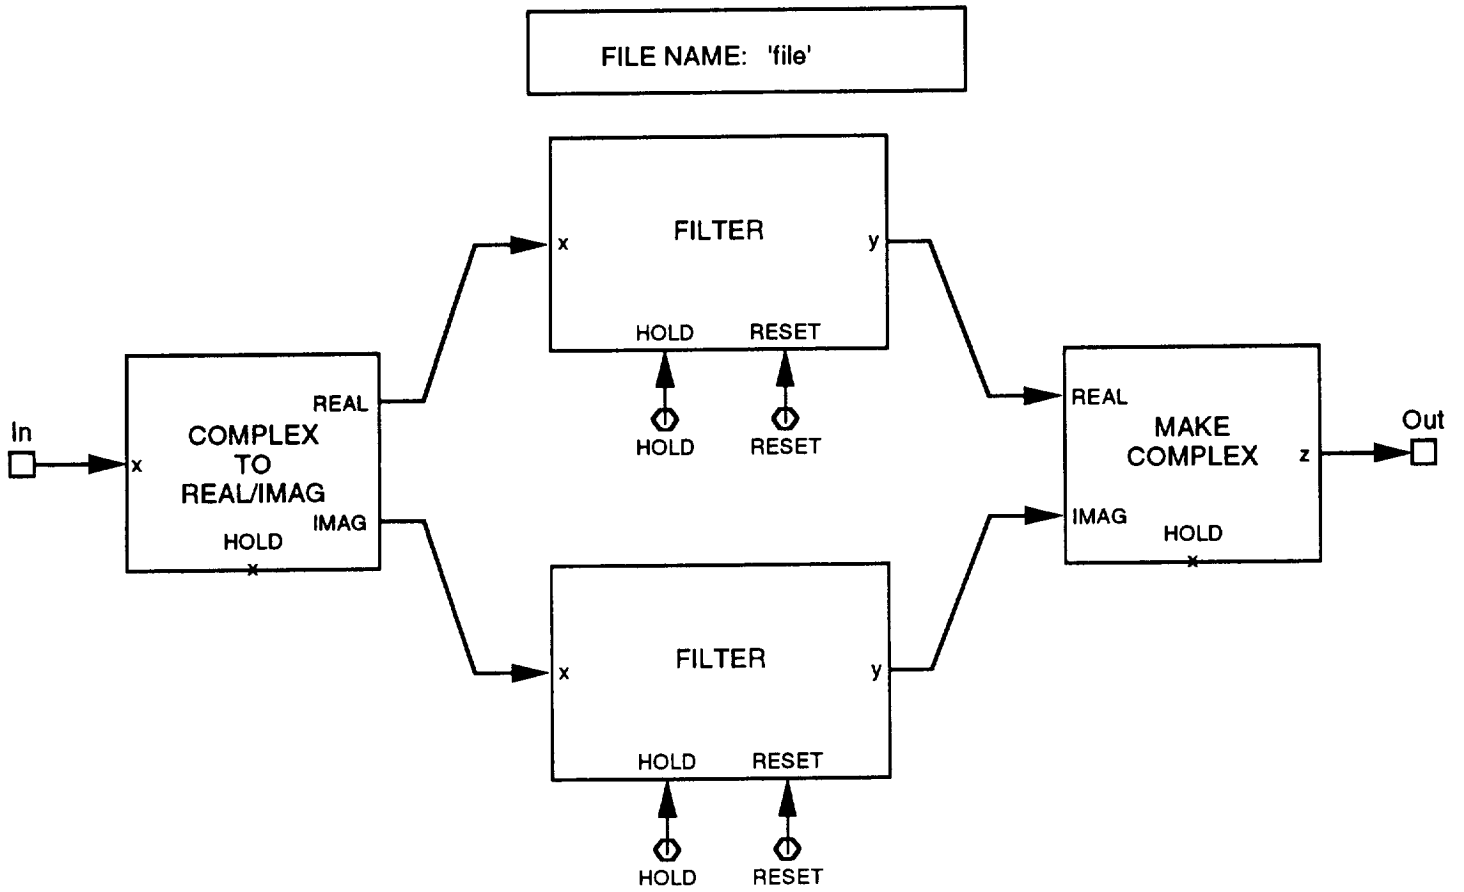 FILE NAME: 'file'
FILTER
x
y
HOLD
RESET
HOLD
RESET
In
x
REAL
COMPLEX
TO
REAL/IMAG
IMAG
HOLD
x
REAL
MAKE
COMPLEX
z
IMAG
HOLD
x
Out
FILTER
x
y
HOLD
RESET
HOLD
RESET